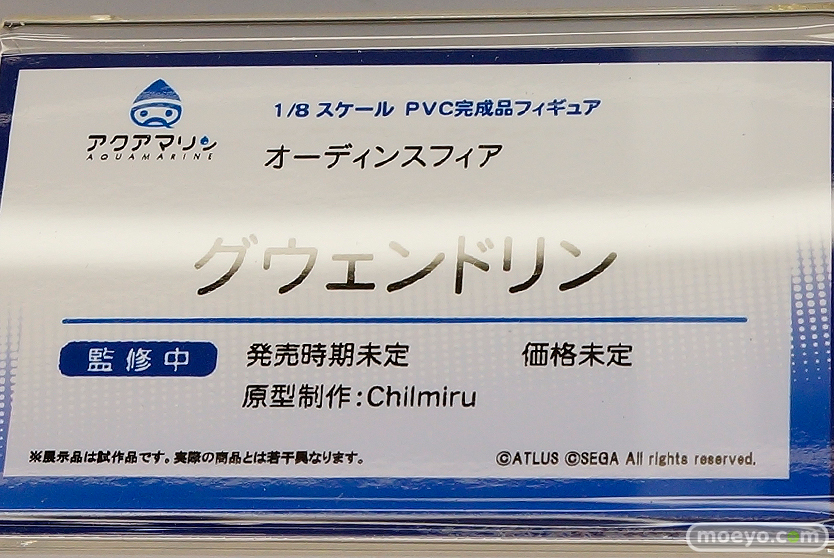 アクアマリン
AQUAMARINE
1/8 スケール PVC完成品フィギュア
オーディンスフィア
グウェンドリン
監修中 発売時期未定 価格未定
原型制作:Chilmiru
※展示品は試作品です。実際の商品とは若干異なります。 ©ATLUS ©SEGA All rights reserved.
moeyo.com